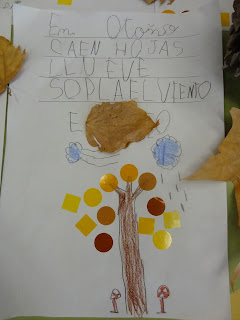 En Otoño
CAEN HOJAS
LLUEVE
SOPLA EL VIENTO
E O